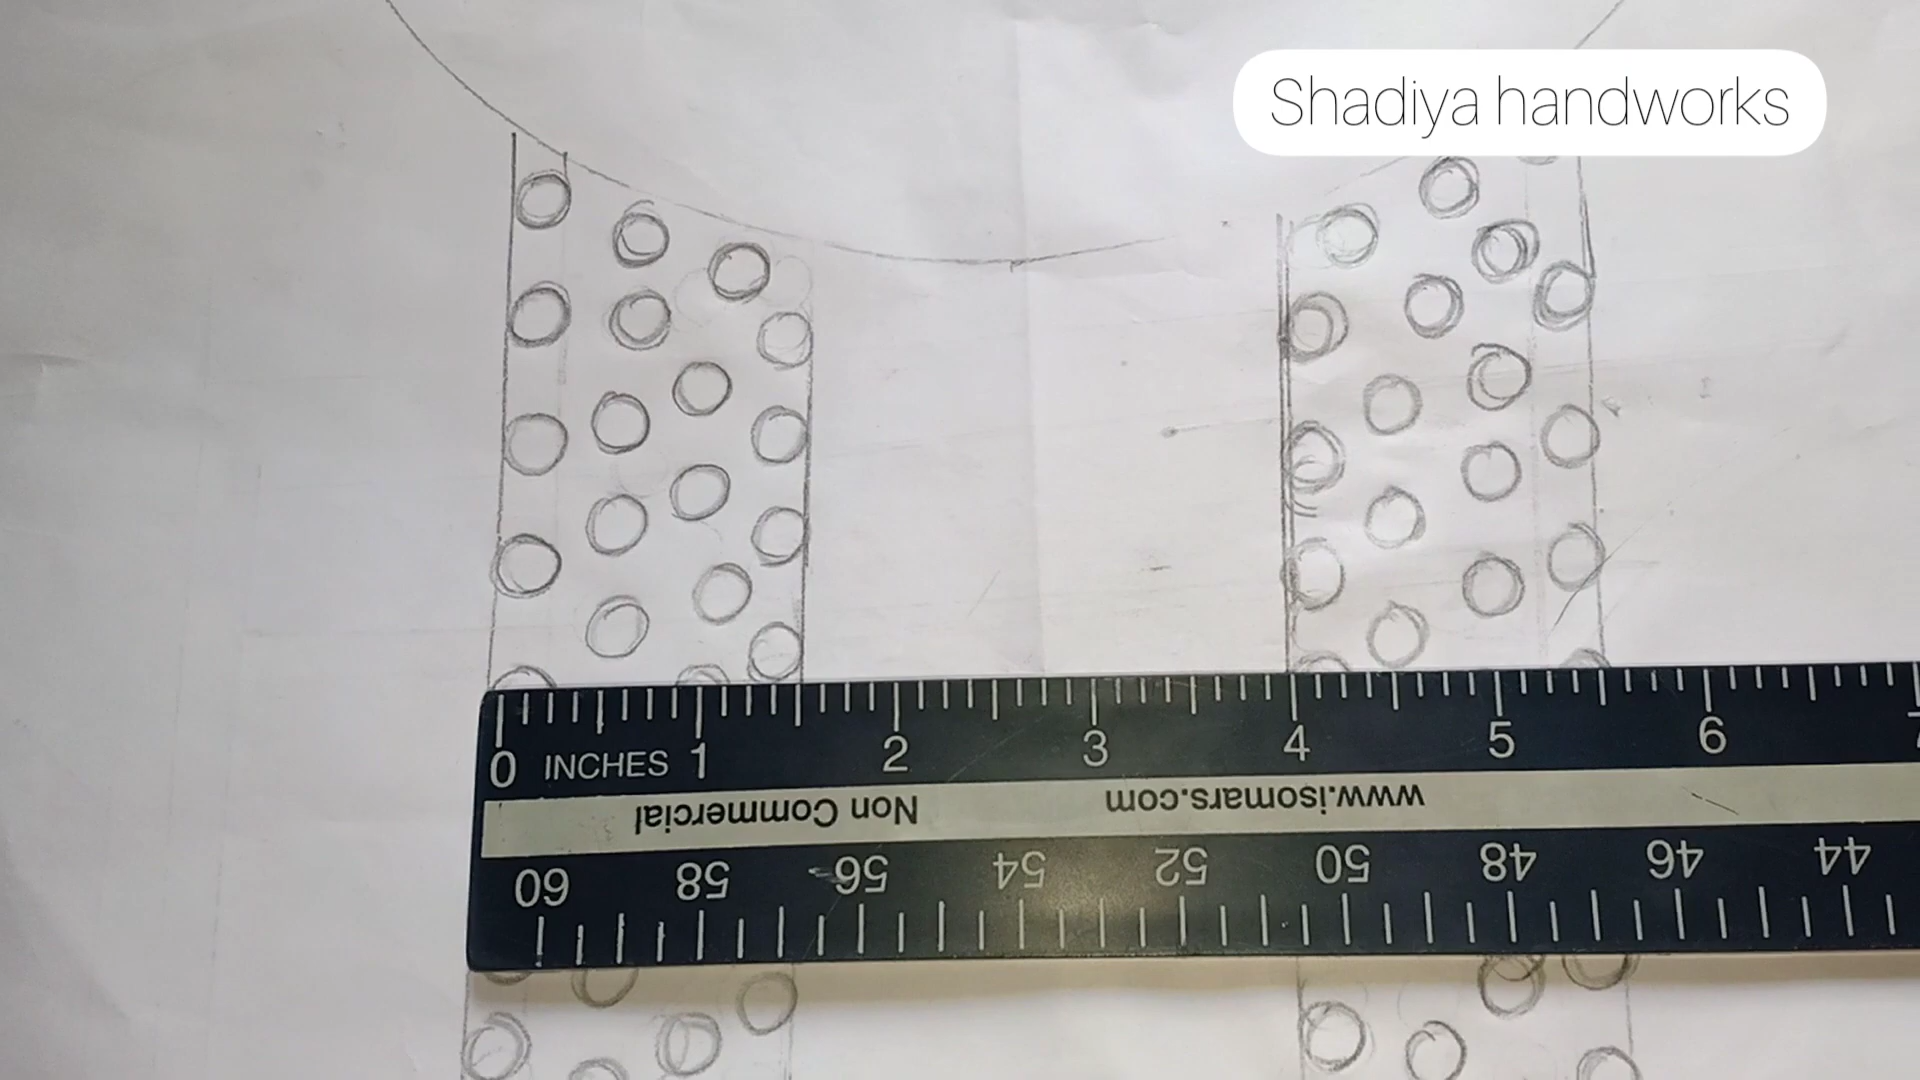 Shadiya handworks
0 INCHES 1 2 3 4 5 6
Non Commercial www.isomars.com
60 58 56 54 52 50 48 46 44